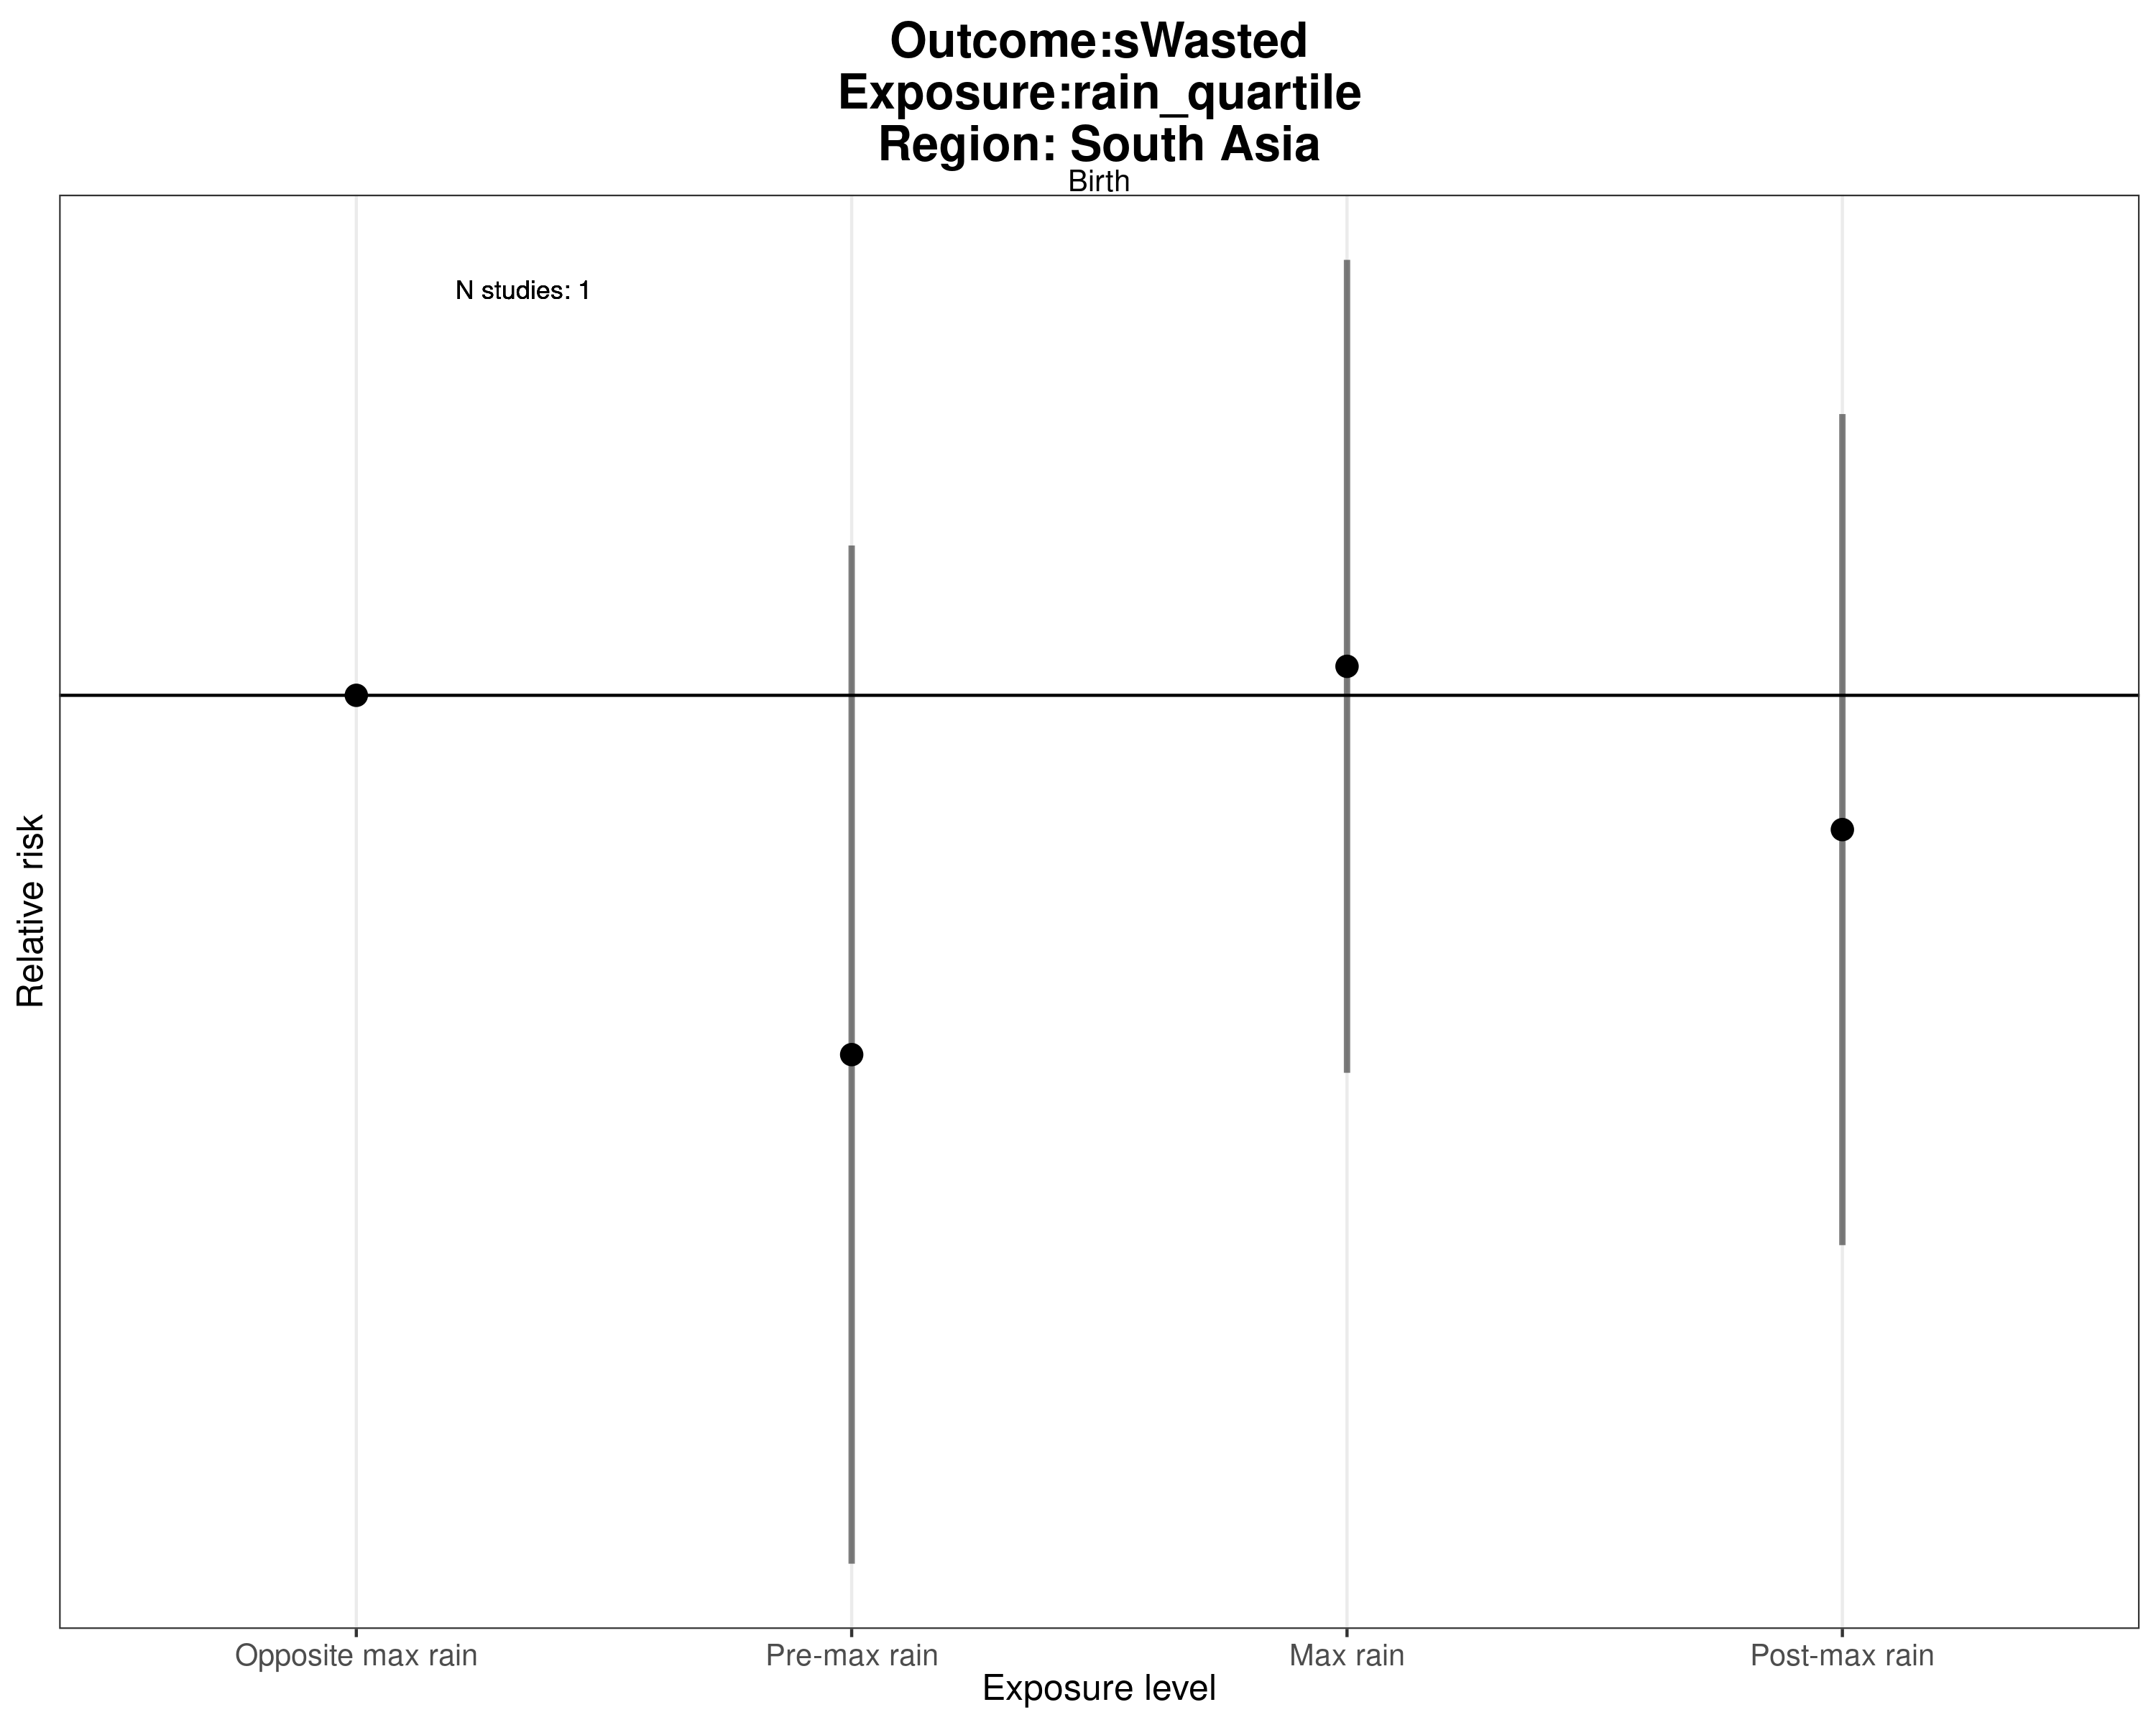 Outcome:sWasted
Exposure:rain_quartile
Region: South Asia
Birth
N studies: 1
Relative risk
Opposite max rain
Pre-max rain
Max rain
Post-max rain
Exposure level